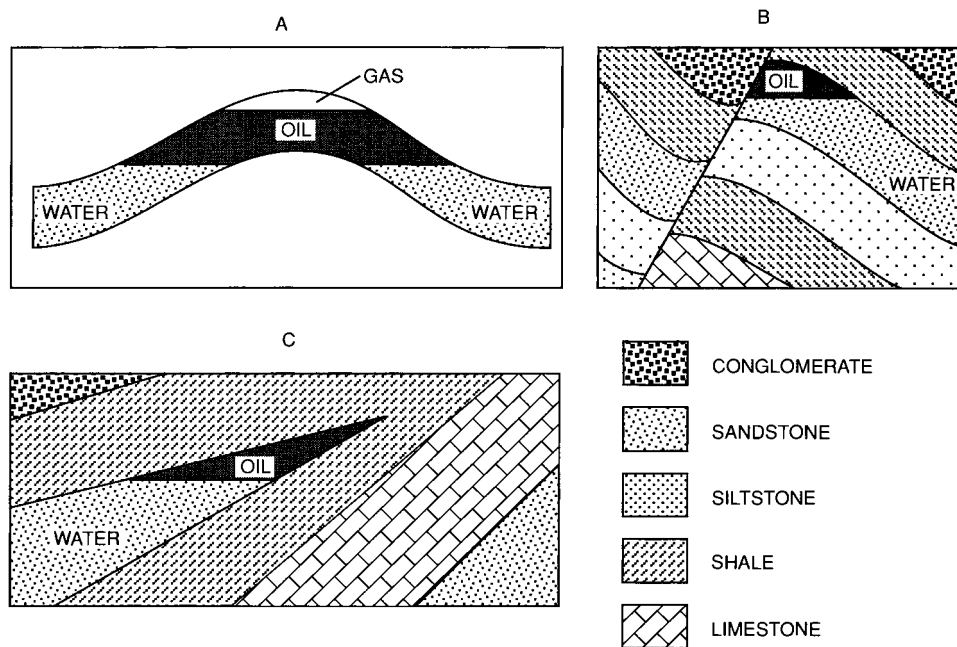 A
GAS
OIL
WATER
WATER
B
OIL
WATER
C
OIL
WATER
CONGLOMERATE
SANDSTONE
SILTSTONE
SHALE
LIMESTONE